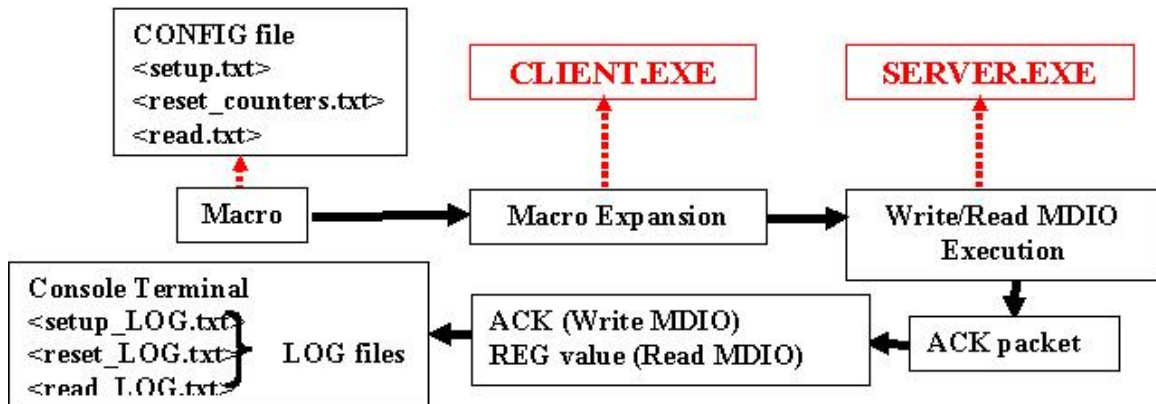 CONFIG file
<setup.txt>
<reset_counters.txt>
<read.txt>
CLIENT.EXE
SERVER.EXE
Macro
Macro Expansion
Write/Read MDIO
Execution
Console Terminal
<setup_LOG.txt>
<reset_LOG.txt>
<read_LOG.txt>
LOG files
ACK (Write MDIO)
REG value (Read MDIO)
ACK packet